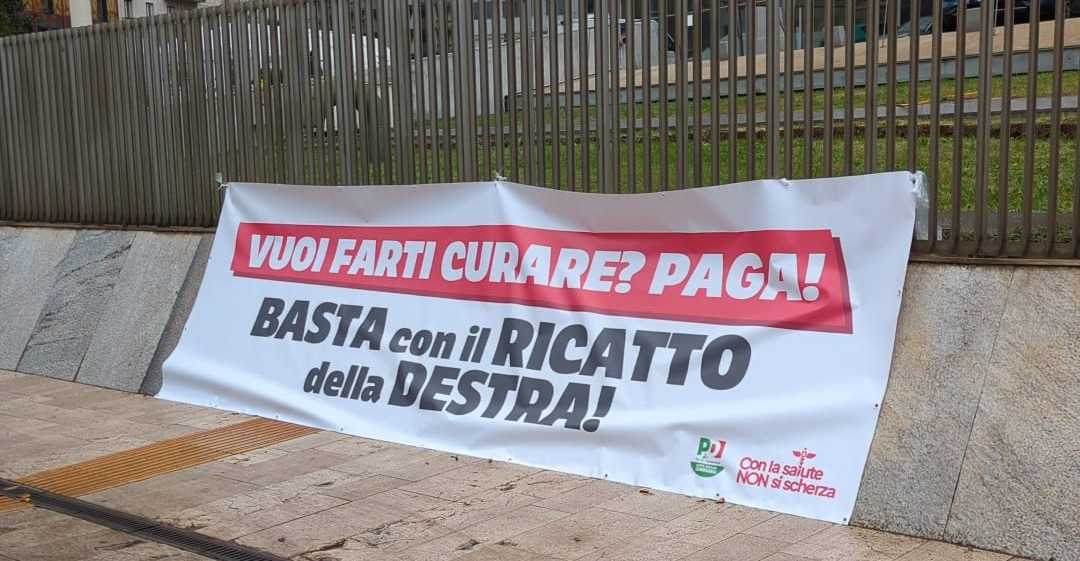 VUOI FARTI CURARE? PAGA!
BASTA con il RICATTO
della DESTRA!
PD
Con la salute
NON si scherza